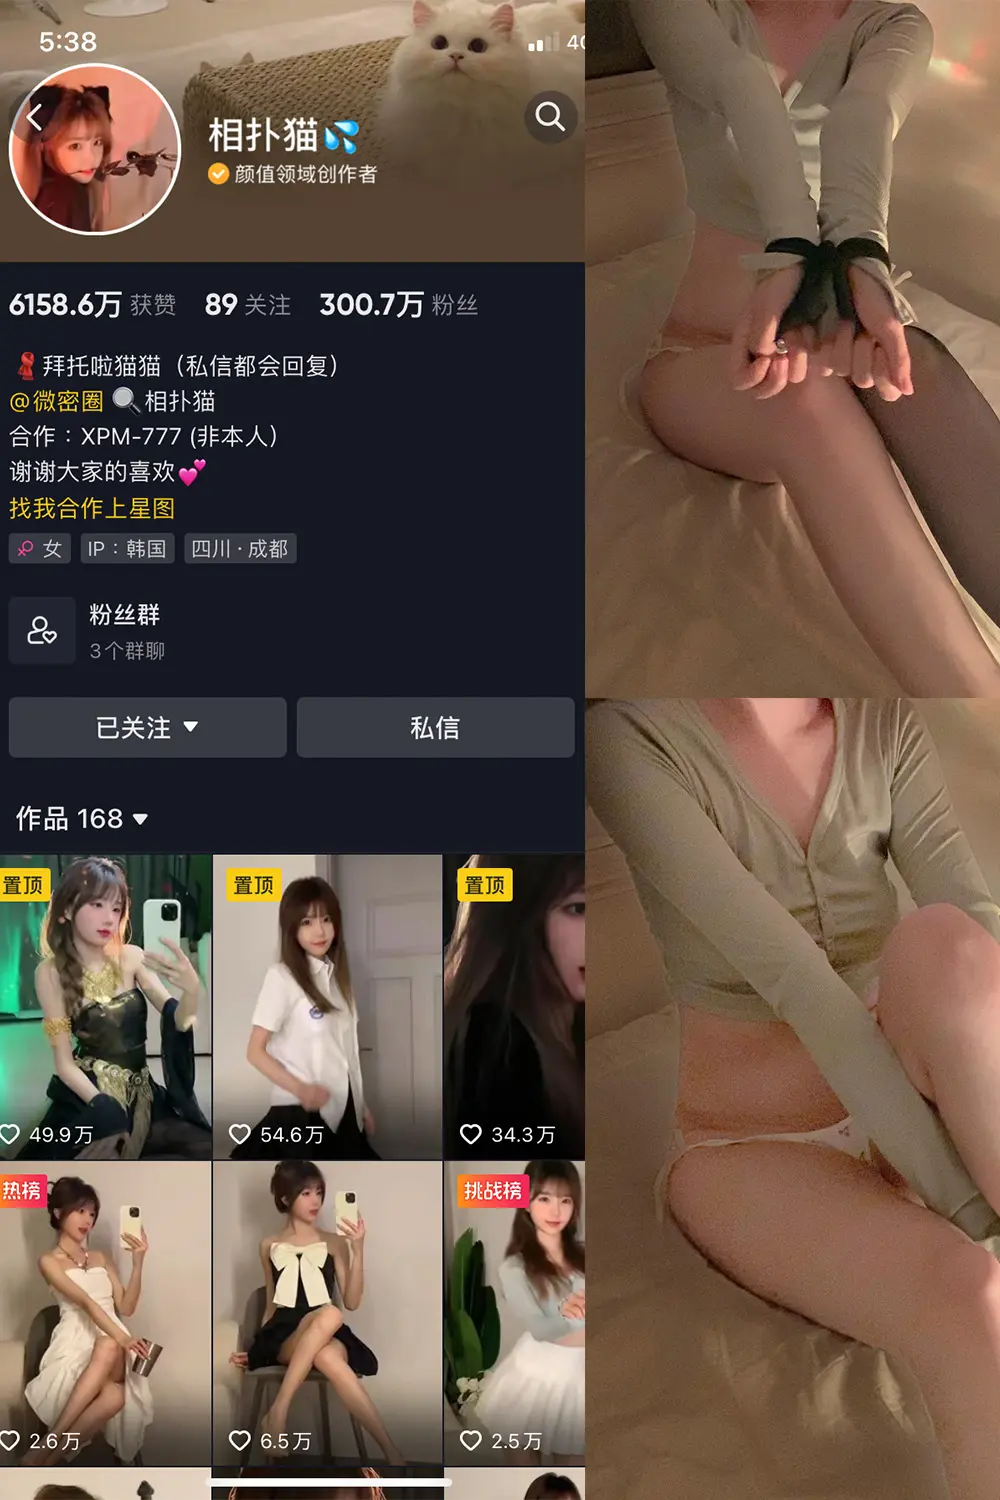 5:38
4G
相扑猫💦
颜值领域创作者
6158.6万 获赞 89 关注 300.7万 粉丝
🧣拜托啦猫猫（私信都会回复）
@微密圈 🔍相扑猫
合作：XPM-777 (非本人)
谢谢大家的喜欢💕
找我合作上星图
女 IP：韩国 四川·成都
粉丝群
3个群聊
已关注 私信
作品 168
置顶 置顶 置顶
49.9万 54.6万 34.3万
热榜 挑战榜
2.6万 6.5万 2.5万